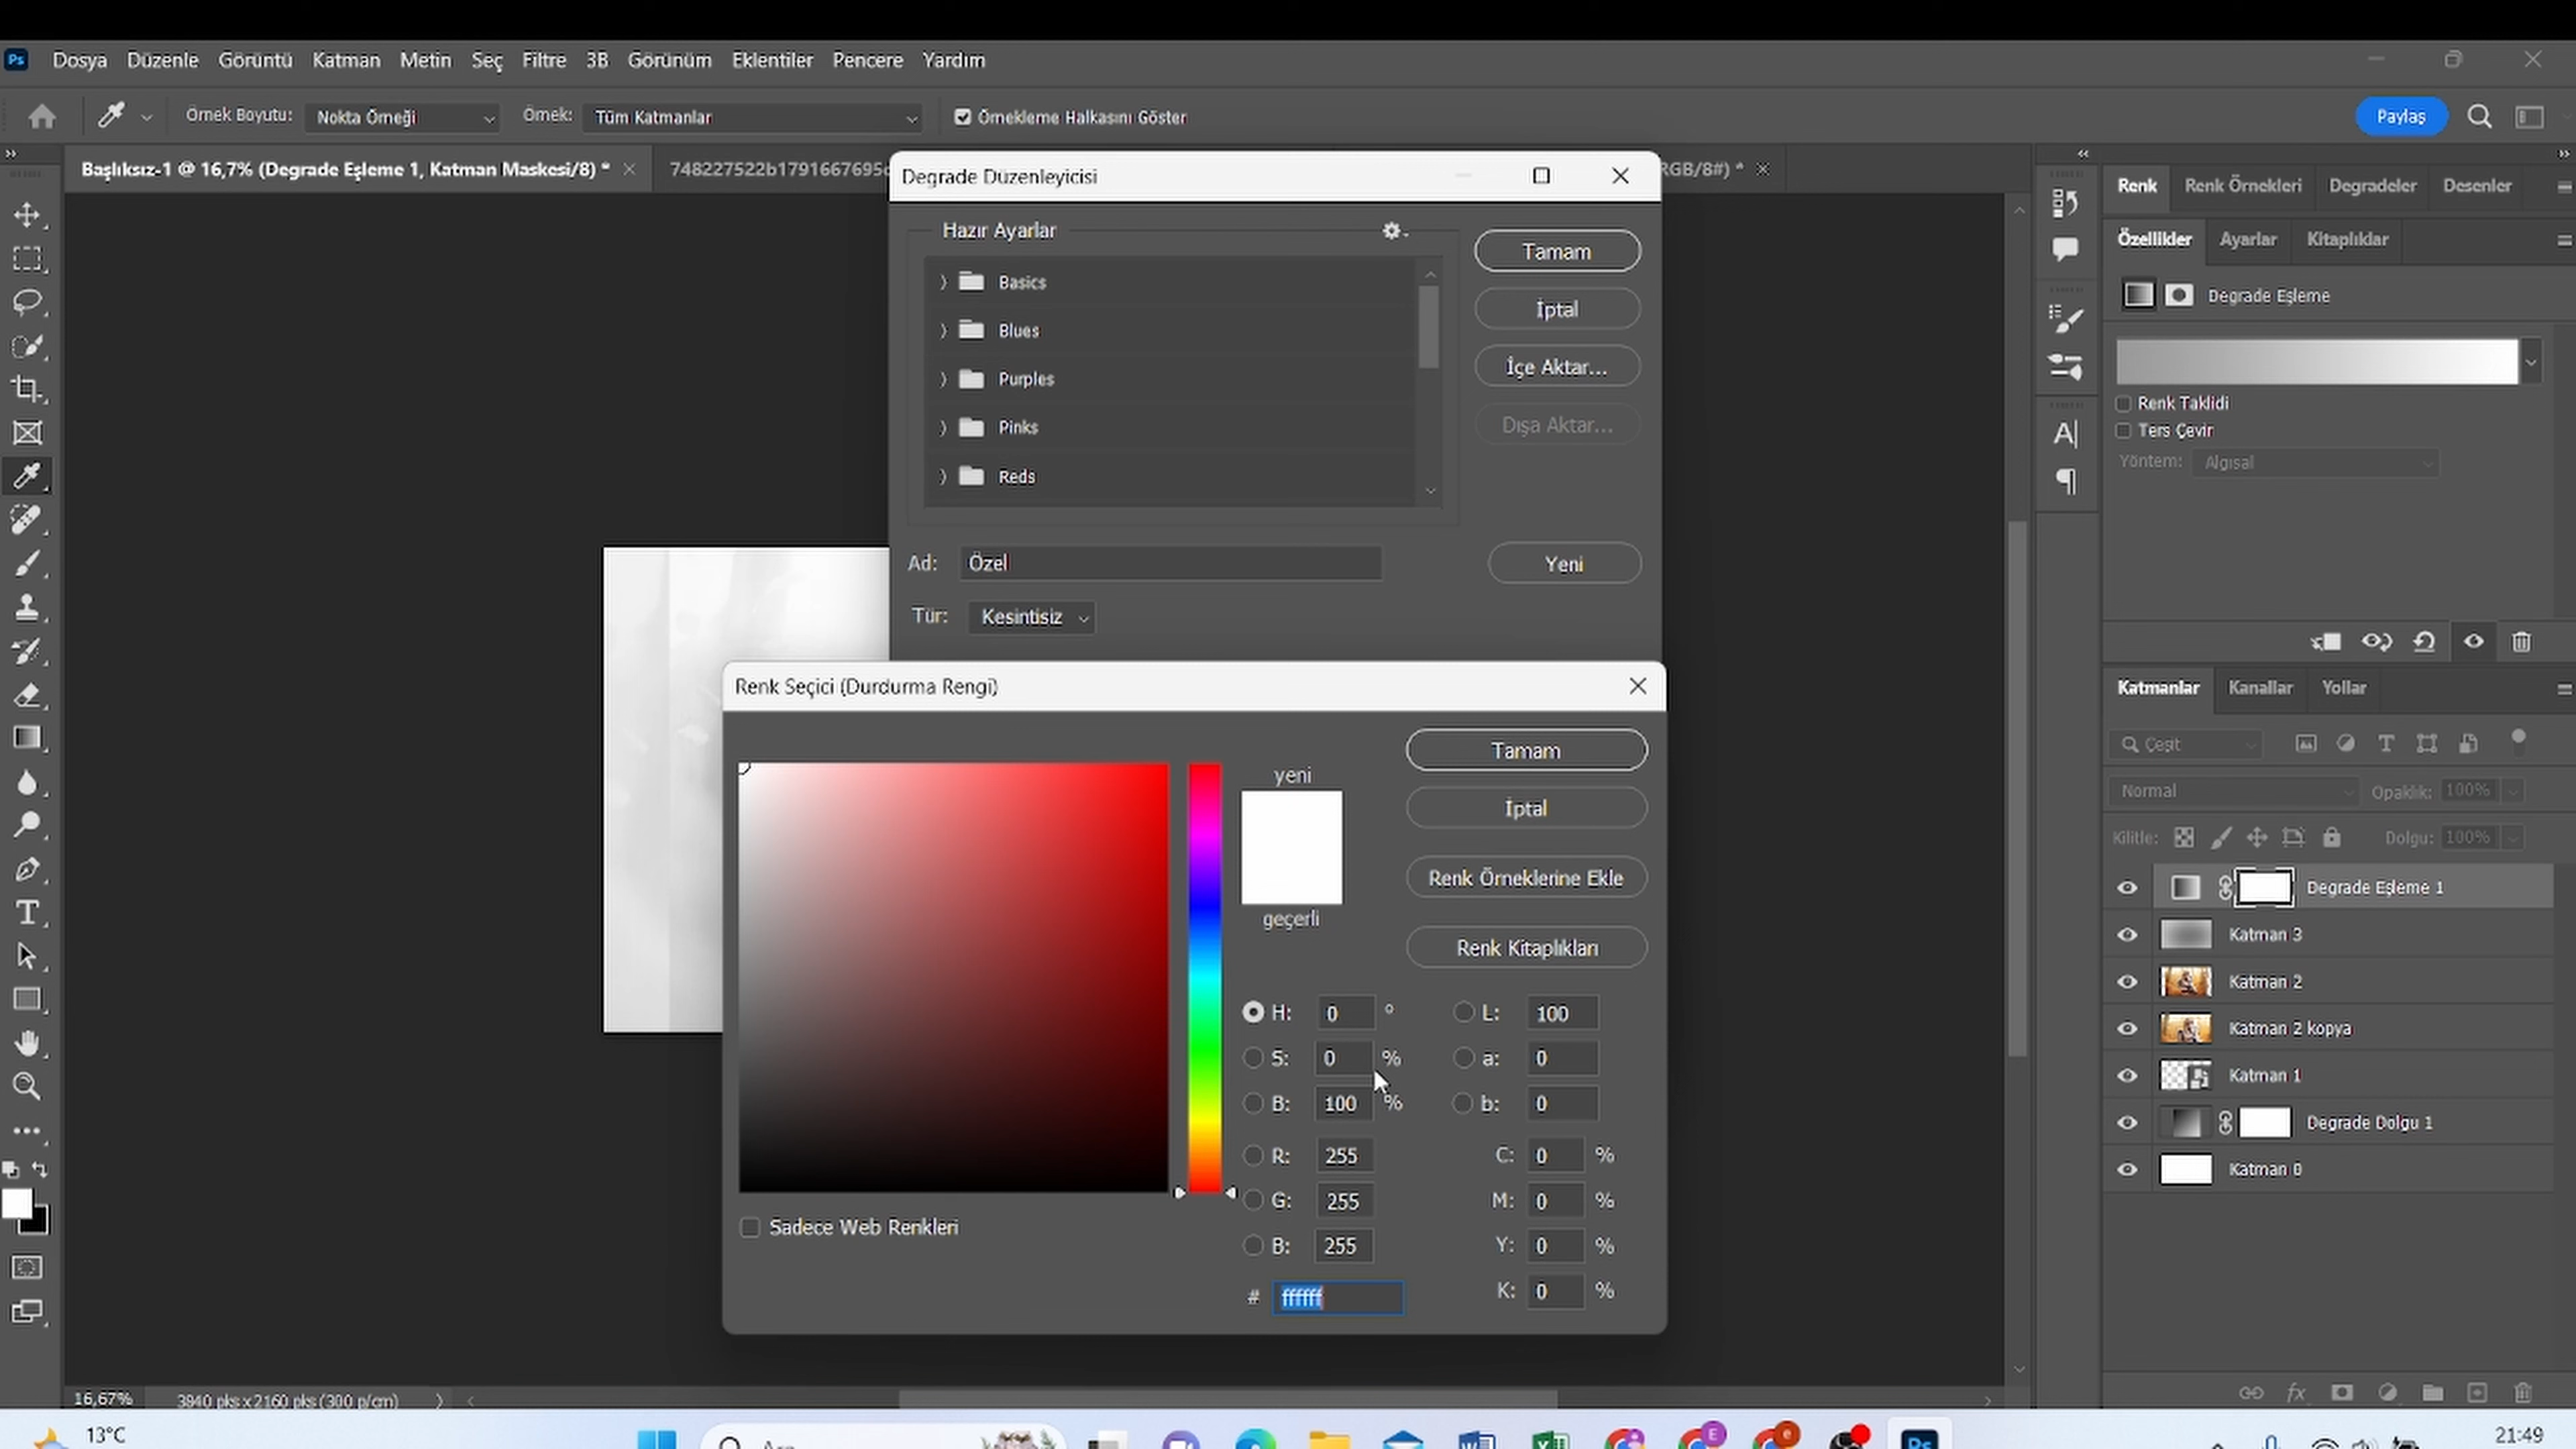 Ps Dosya Düzenle Görüntü Katman Metin Seç Filtre 3B Görünüm Eklentiler Pencere Yardım
Örnek Boyutu: Nokta Örneği Örnek: Tüm Katmanlar Örnekleme Halkasını Göster Paylaş
Başlıksız-1 @ 16,7% (Degrade Eşleme 1, Katman Maskesi/8) *
RGB/8#) *
Degrade Düzenleyicisi
Hazır Ayarlar
Basics
Blues
Purples
Pinks
Reds
Tamam
İptal
İçe Aktar...
Dışa Aktar...
Ad: Özel
Yeni
Tür: Kesintisiz
Renk Seçici (Durdurma Rengi)
yeni
geçerli
Tamam
İptal
Renk Örneklerine Ekle
Renk Kitaplıkları
H: 0 °
S: 0 %
B: 100 %
R: 255
G: 255
B: 255
# ffffff
L: 100
a: 0
b: 0
C: 0 %
M: 0 %
Y: 0 %
K: 0 %
Sadece Web Renkleri
Renk Renk Örnekleri Degradeler Desenler
Özellikler Ayarlar Kitaplıklar
Degrade Eşleme
Renk Taklidi
Ters Çevir
Yöntem: Algısal
Katmanlar Kanallar Yollar
Çeşit
Normal Opaklık: 100%
Kilitle: Dolgu: 100%
Degrade Eşleme 1
Katman 3
Katman 2
Katman 2 kopya
Katman 1
Degrade Dolgu 1
Katman 0
16,67% 3840 pks x 2160 pks (300 p/cm)
13°C
21:49